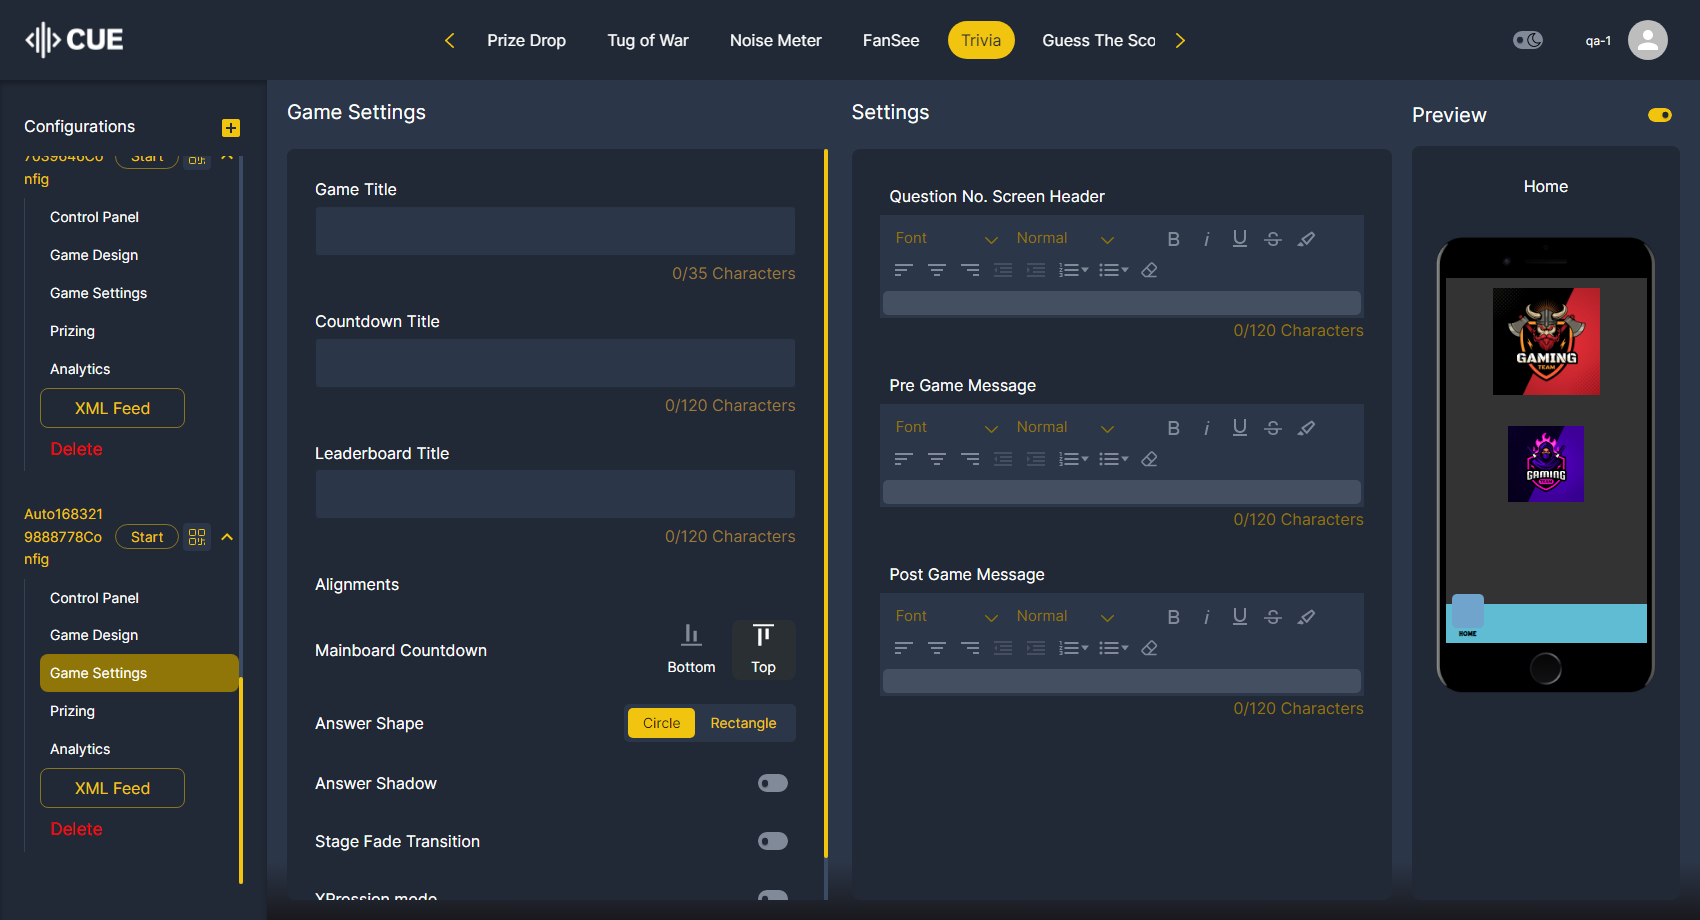 CUE
Prize Drop
Tug of War
Noise Meter
FanSee
Trivia
Guess The Sco
qa-1
Configurations
7039646Co
nfig
Start
Control Panel
Game Design
Game Settings
Prizing
Analytics
XML Feed
Delete
Auto168321
9888778Co
nfig
Start
Control Panel
Game Design
Game Settings
Prizing
Analytics
XML Feed
Delete
Game Settings
Game Title
0/35 Characters
Countdown Title
0/120 Characters
Leaderboard Title
0/120 Characters
Alignments
Mainboard Countdown
Bottom
Top
Answer Shape
Circle
Rectangle
Answer Shadow
Stage Fade Transition
XPression mode
Settings
Question No. Screen Header
Font
Normal
0/120 Characters
Pre Game Message
Font
Normal
0/120 Characters
Post Game Message
Font
Normal
0/120 Characters
Preview
Home
GAMING
TEAM
GAMING
TEAM
HOME